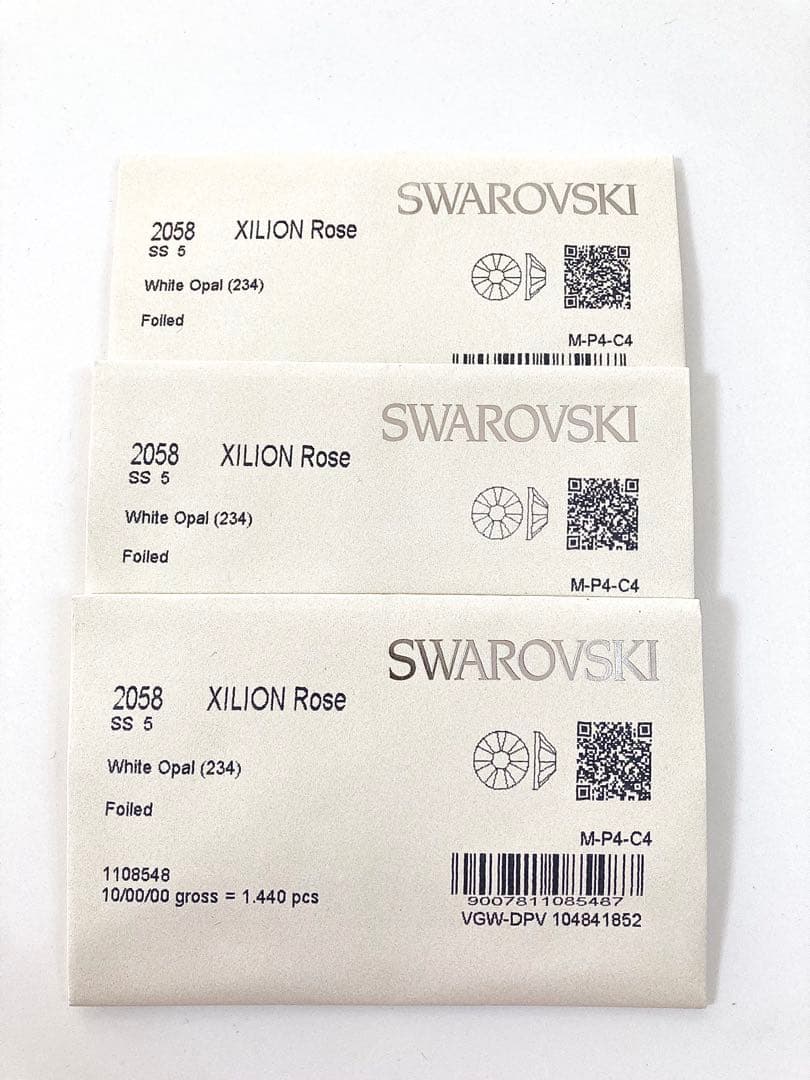 SWAROVSKI
2058 XILION Rose
SS 5
White Opal (234)
Foiled
M-P4-C4
SWAROVSKI
2058 XILION Rose
SS 5
White Opal (234)
Foiled
M-P4-C4
SWAROVSKI
2058 XILION Rose
SS 5
White Opal (234)
Foiled
M-P4-C4
1108548
10/00/00 gross = 1.440 pcs
9007811085487
VGW-DPV 104841852